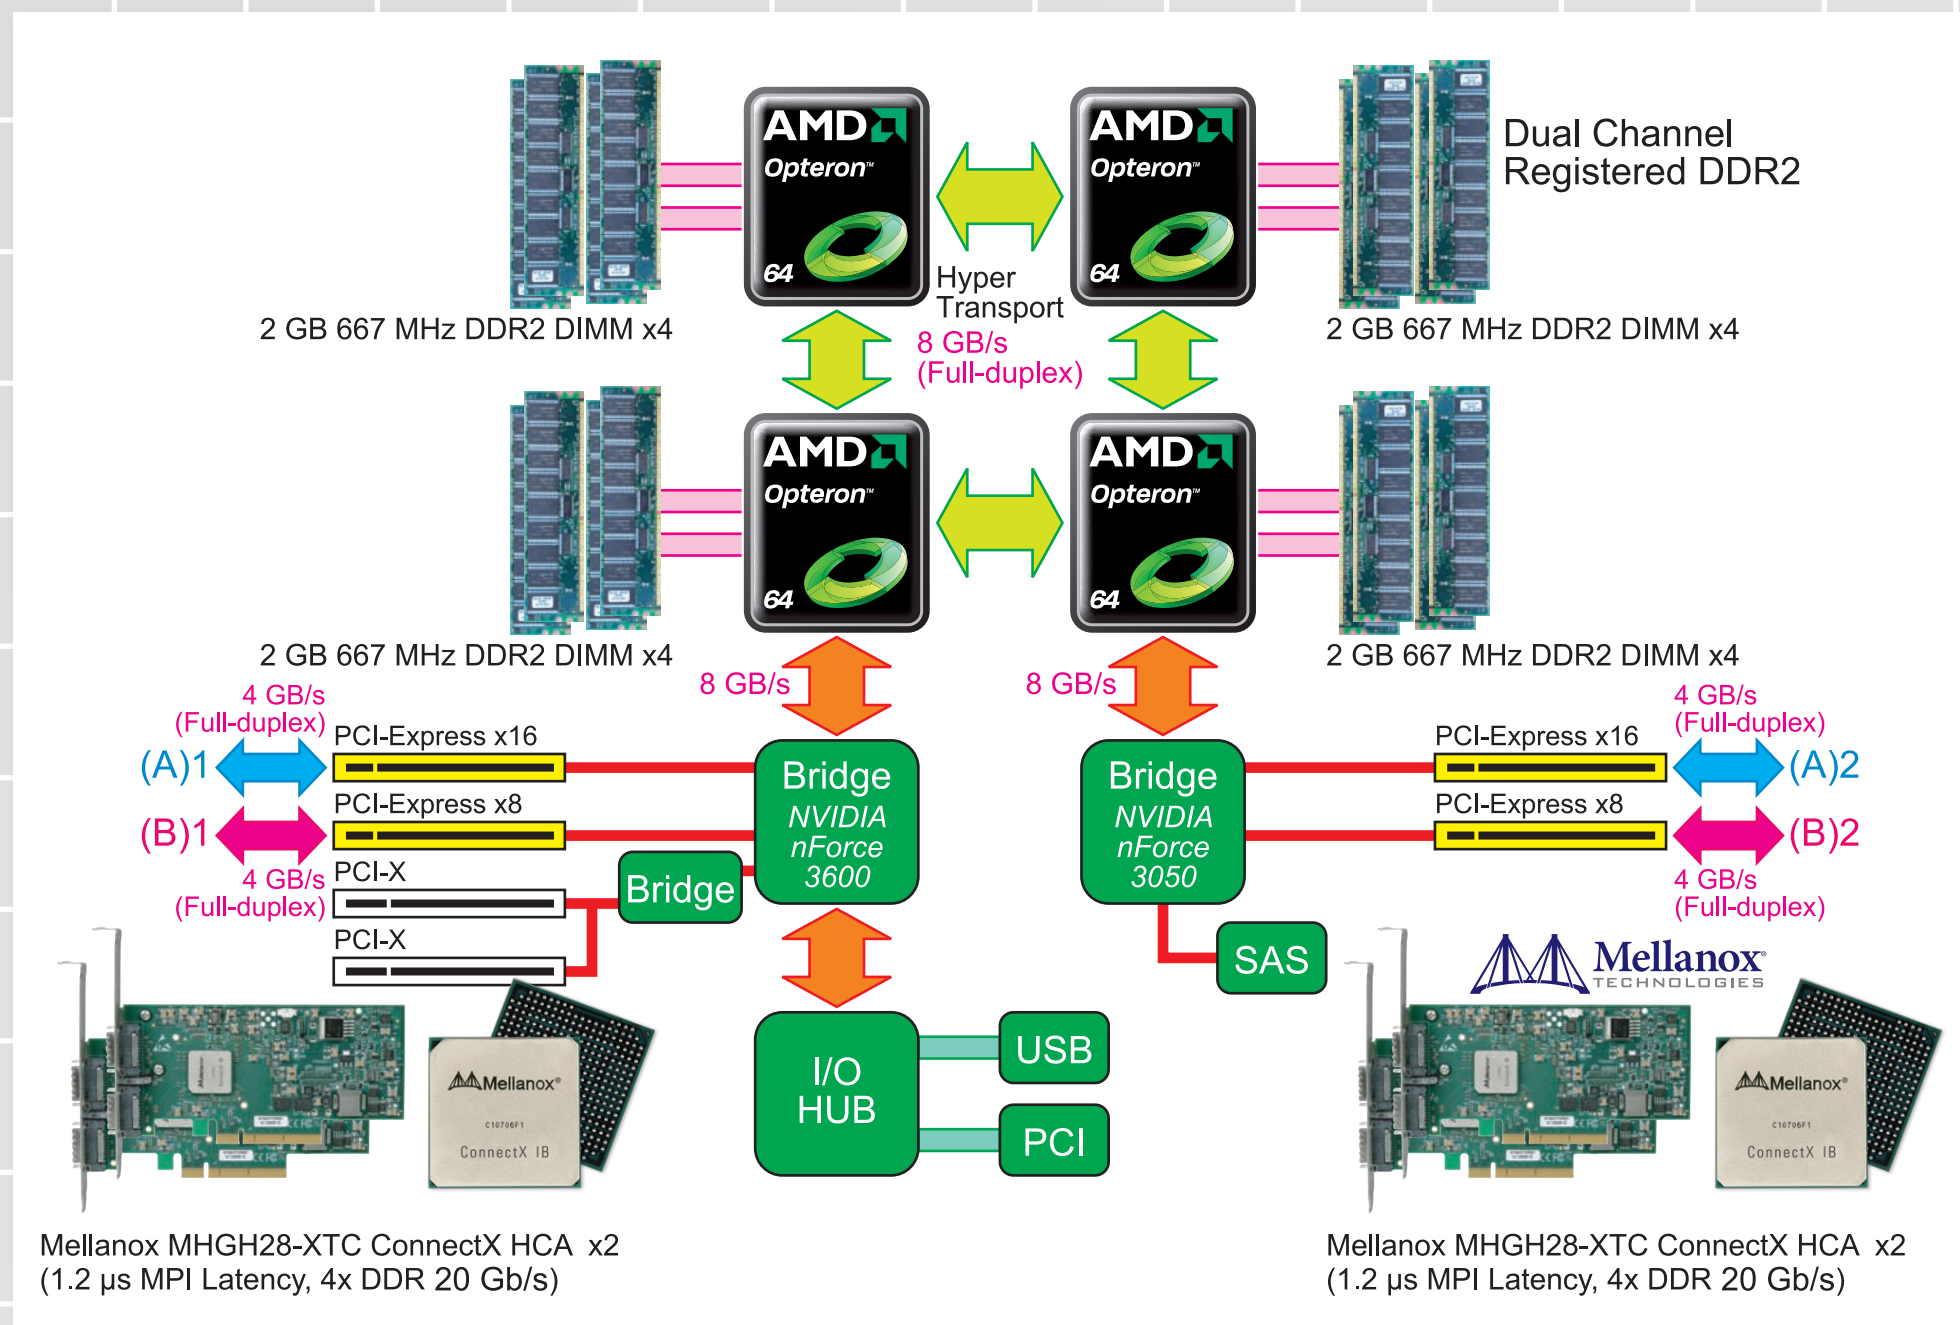 AMD
Opteron™
64
AMD
Opteron™
64
Dual Channel
Registered DDR2
Hyper
Transport
8 GB/s
(Full-duplex)
2 GB 667 MHz DDR2 DIMM x4
2 GB 667 MHz DDR2 DIMM x4
AMD
Opteron™
64
AMD
Opteron™
64
2 GB 667 MHz DDR2 DIMM x4
2 GB 667 MHz DDR2 DIMM x4
8 GB/s
8 GB/s
4 GB/s
(Full-duplex)
PCI-Express x16
(A)1
PCI-Express x8
(B)1
4 GB/s
(Full-duplex)
PCI-X
PCI-X
Bridge
Bridge
NVIDIA
nForce
3600
Bridge
NVIDIA
nForce
3050
4 GB/s
(Full-duplex)
PCI-Express x16
(A)2
PCI-Express x8
(B)2
4 GB/s
(Full-duplex)
SAS
Mellanox®
TECHNOLOGIES
I/O
HUB
USB
PCI
Mellanox®
C10706F1
ConnectX IB
Mellanox®
C10706F1
ConnectX IB
Mellanox MHGH28-XTC ConnectX HCA x2
(1.2 µs MPI Latency, 4x DDR 20 Gb/s)
Mellanox MHGH28-XTC ConnectX HCA x2
(1.2 µs MPI Latency, 4x DDR 20 Gb/s)